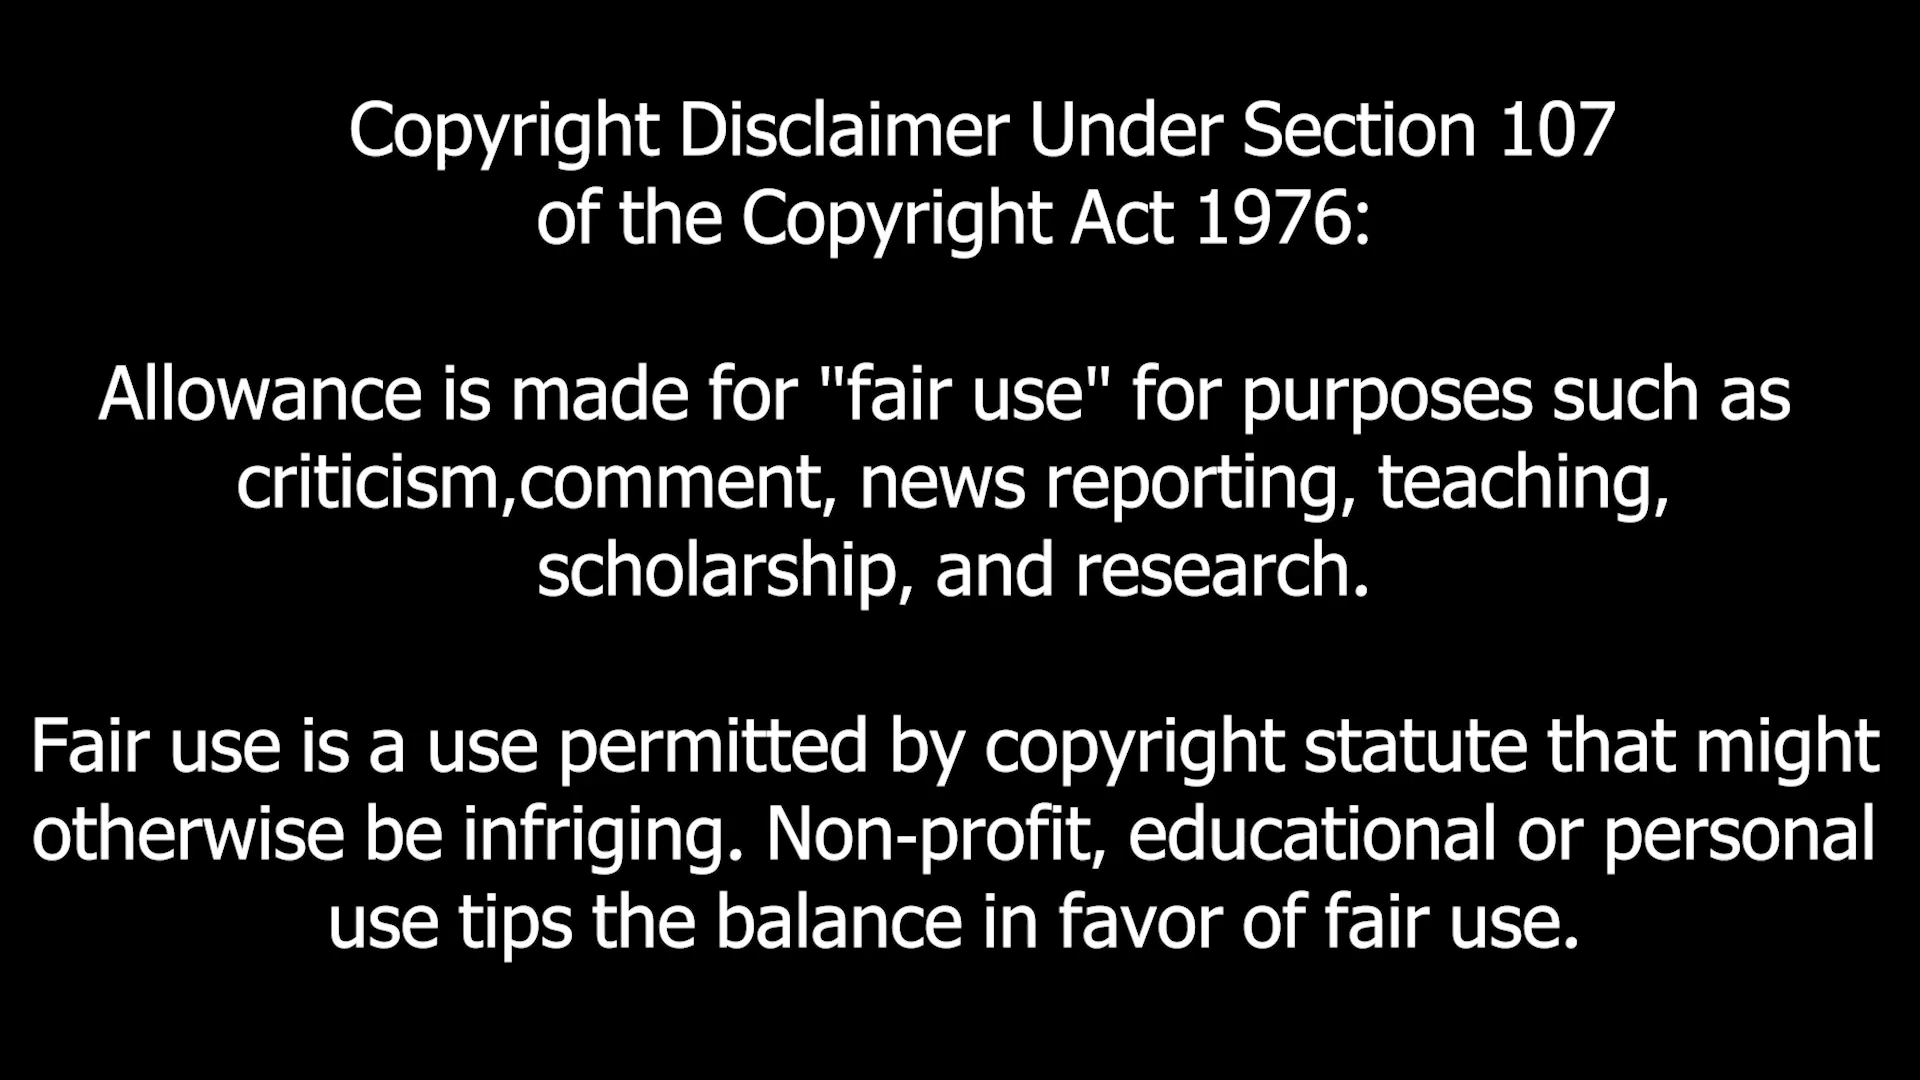 Copyright Disclaimer Under Section 107
of the Copyright Act 1976:
Allowance is made for "fair use" for purposes such as
criticism,comment, news reporting, teaching,
scholarship, and research.
Fair use is a use permitted by copyright statute that might
otherwise be infriging. Non-profit, educational or personal
use tips the balance in favor of fair use.